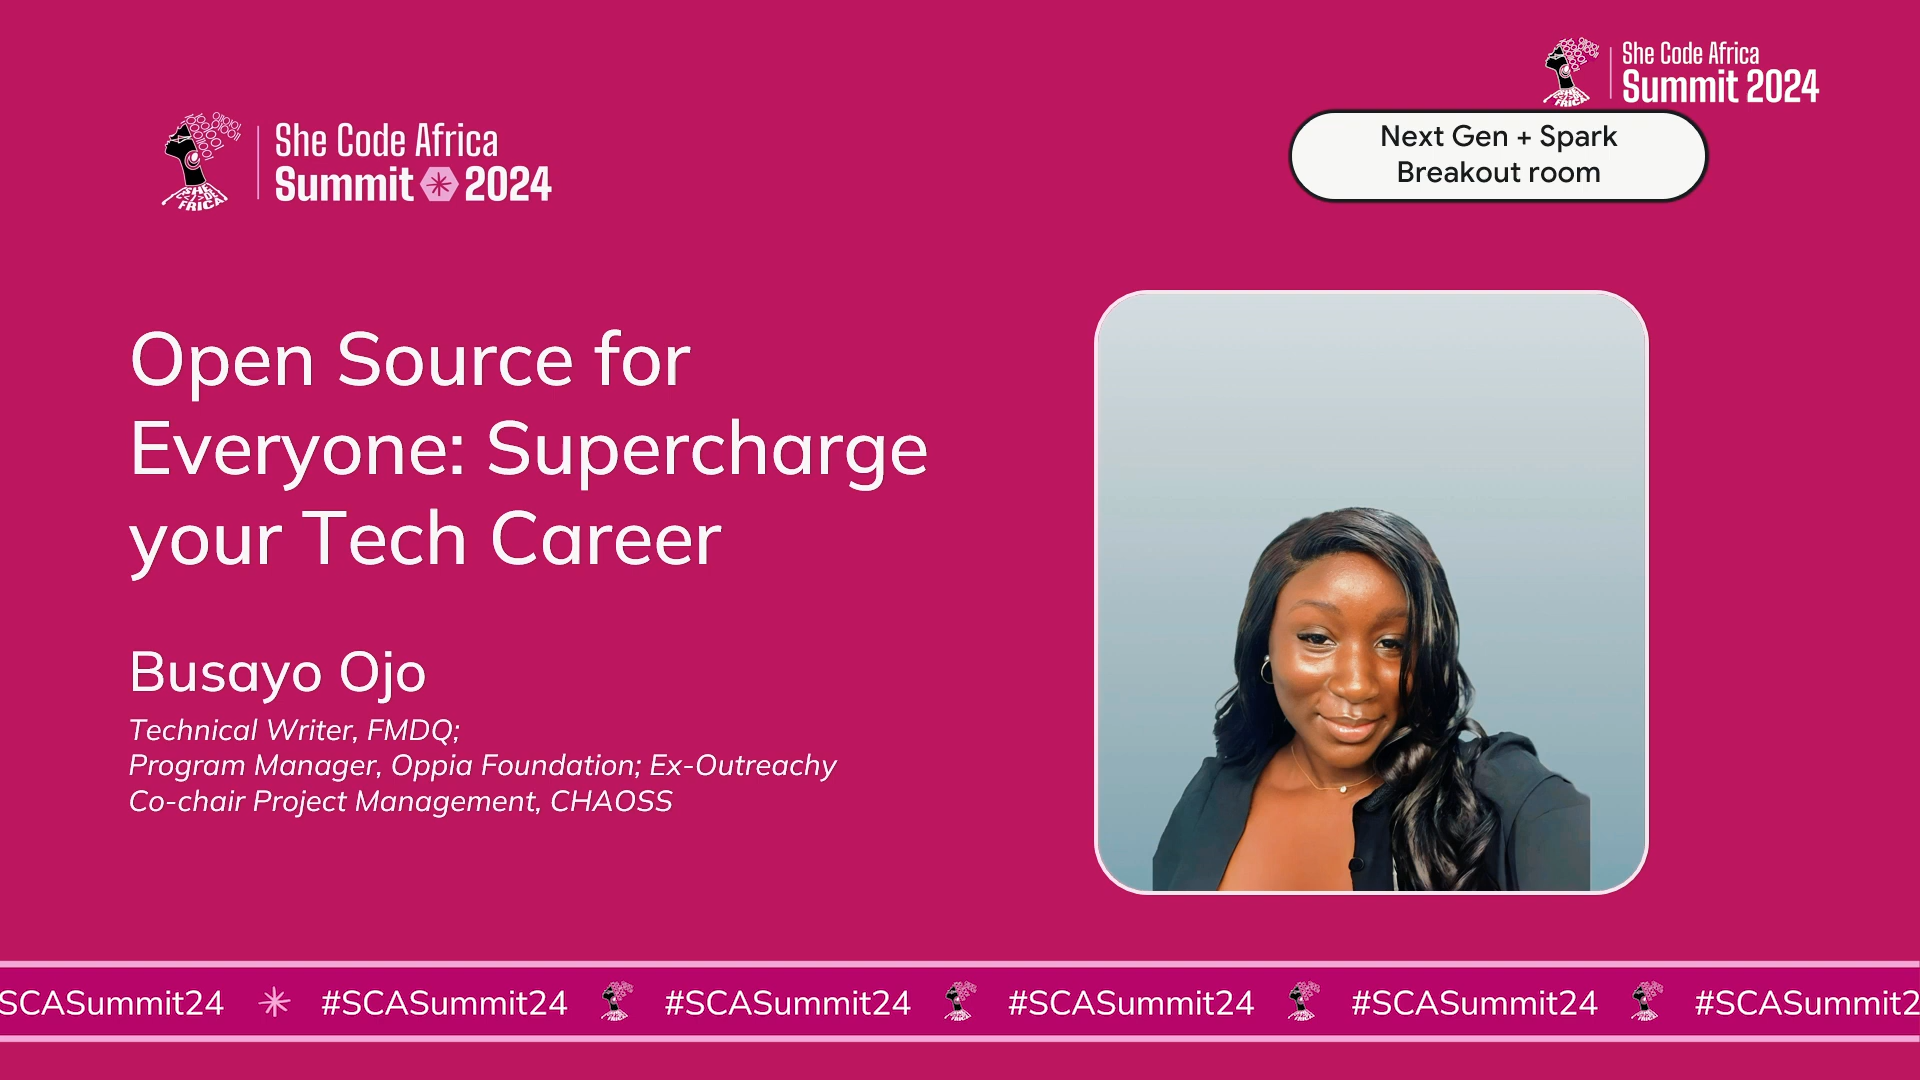 She Code Africa
Summit 2024
Next Gen + Spark
Breakout room
She Code Africa
Summit 2024
Open Source for
Everyone: Supercharge
your Tech Career
Busayo Ojo
Technical Writer, FMDQ;
Program Manager, Oppia Foundation; Ex-Outreachy
Co-chair Project Management, CHAOSS
SCASummit24 #SCASummit24 #SCASummit24 #SCASummit24 #SCASummit24 #SCASummit2